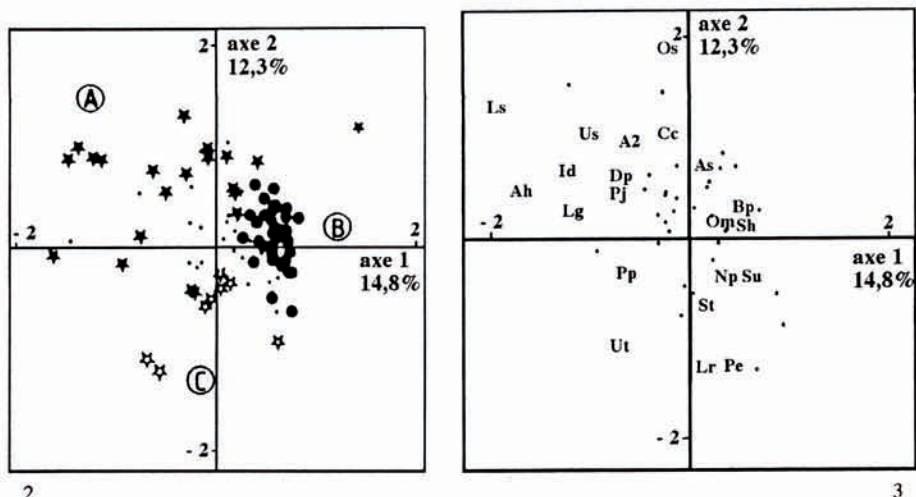 axe 2
2
12,3%
A
B
- 2
2
axe 1
14,8%
C
- 2
2
axe 2
2
Os
12,3%
Ls
Us
A2
Cc
Id
Dp
As
Ah
Pj
Lg
Bp
Om
Sh
- 2
2
axe 1
14,8%
Pp
Np Su
St
Ut
Lr Pe
- 2
3